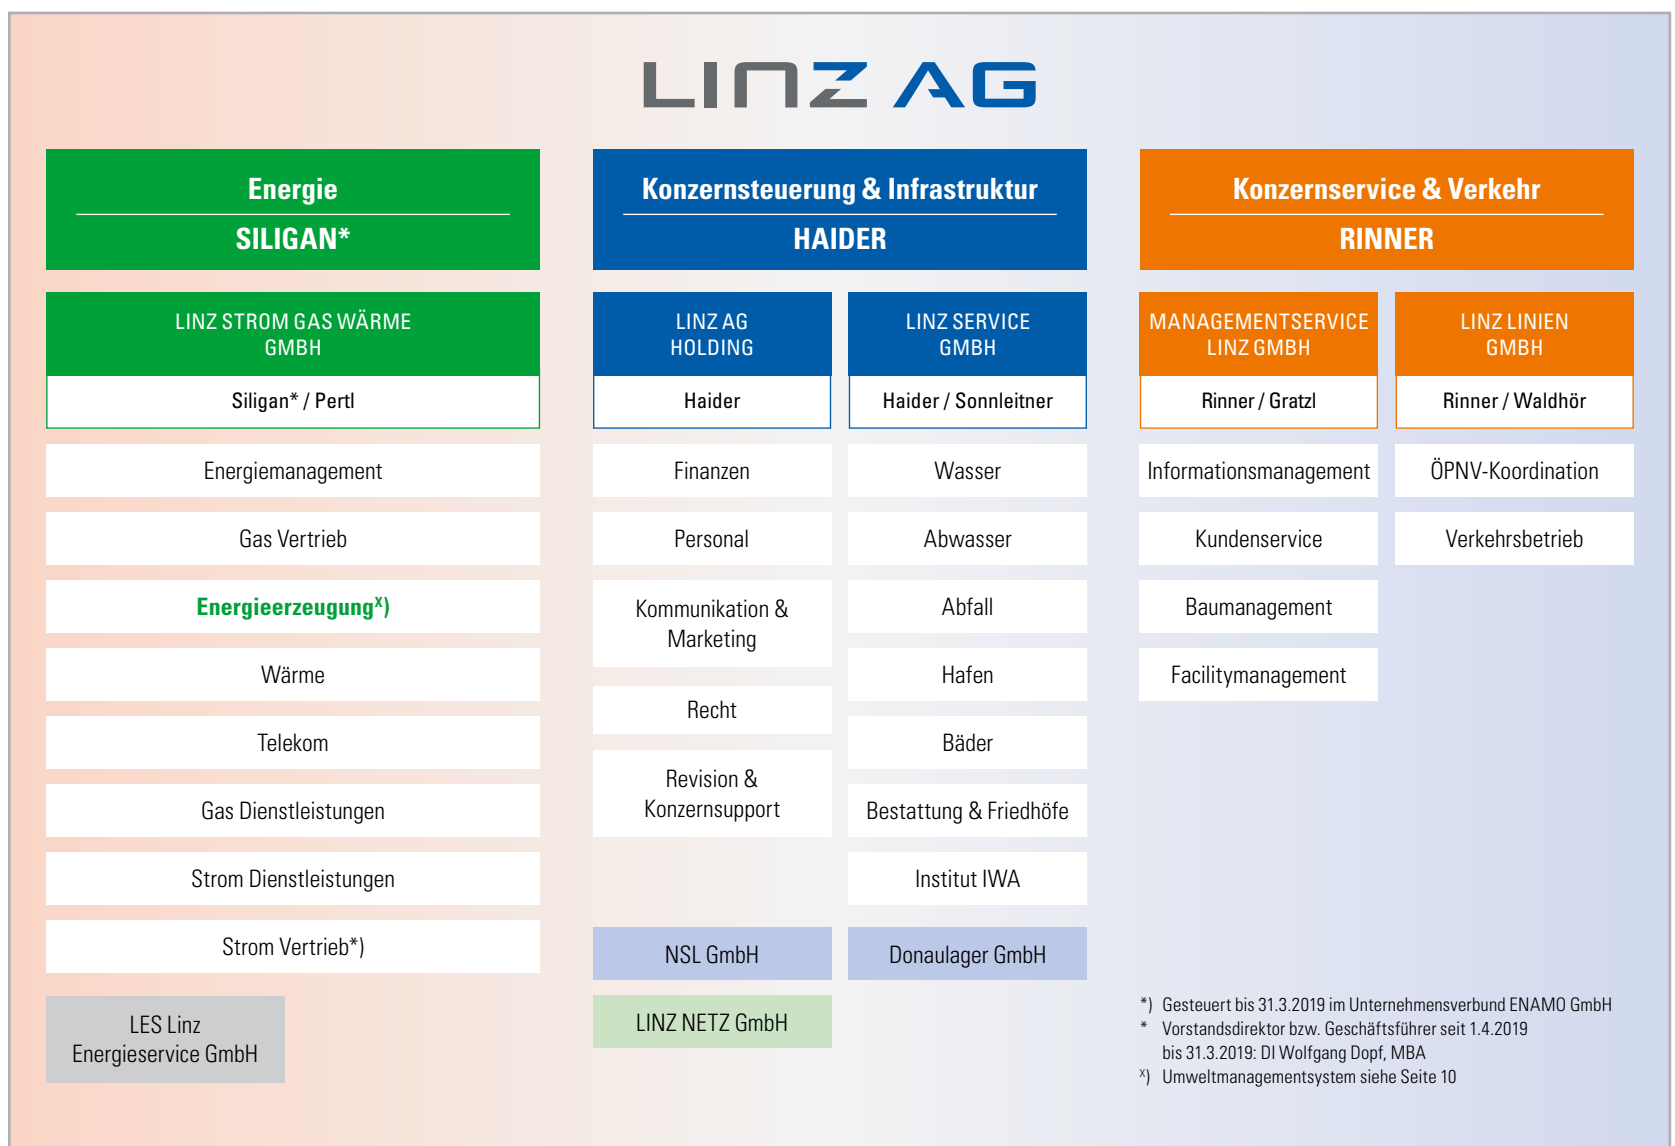 LINZ AG
Energie
SILIGAN*
LINZ STROM GAS WÄRME
GMBH
Siligan* / Pertl
Energiemanagement
Gas Vertrieb
Energieerzeugungˣ)
Wärme
Telekom
Gas Dienstleistungen
Strom Dienstleistungen
Strom Vertrieb*)
LES Linz
Energieservice GmbH
Konzernsteuerung & Infrastruktur
HAIDER
LINZ AG
HOLDING
Haider
Finanzen
Personal
Kommunikation &
Marketing
Recht
Revision &
Konzernsupport
NSL GmbH
LINZ NETZ GmbH
LINZ SERVICE
GMBH
Haider / Sonnleitner
Wasser
Abwasser
Abfall
Hafen
Bäder
Bestattung & Friedhöfe
Institut IWA
Donaulager GmbH
Konzernservice & Verkehr
RINNER
MANAGEMENTSERVICE
LINZ GMBH
Rinner / Gratzl
Informationsmanagement
Kundenservice
Baumanagement
Facilitymanagement
LINZ LINIEN
GMBH
Rinner / Waldhör
ÖPNV-Koordination
Verkehrsbetrieb
*) Gesteuert bis 31.3.2019 im Unternehmensverbund ENAMO GmbH
* Vorstandsdirektor bzw. Geschäftsführer seit 1.4.2019
bis 31.3.2019: DI Wolfgang Dopf, MBA
ˣ) Umweltmanagementsystem siehe Seite 10